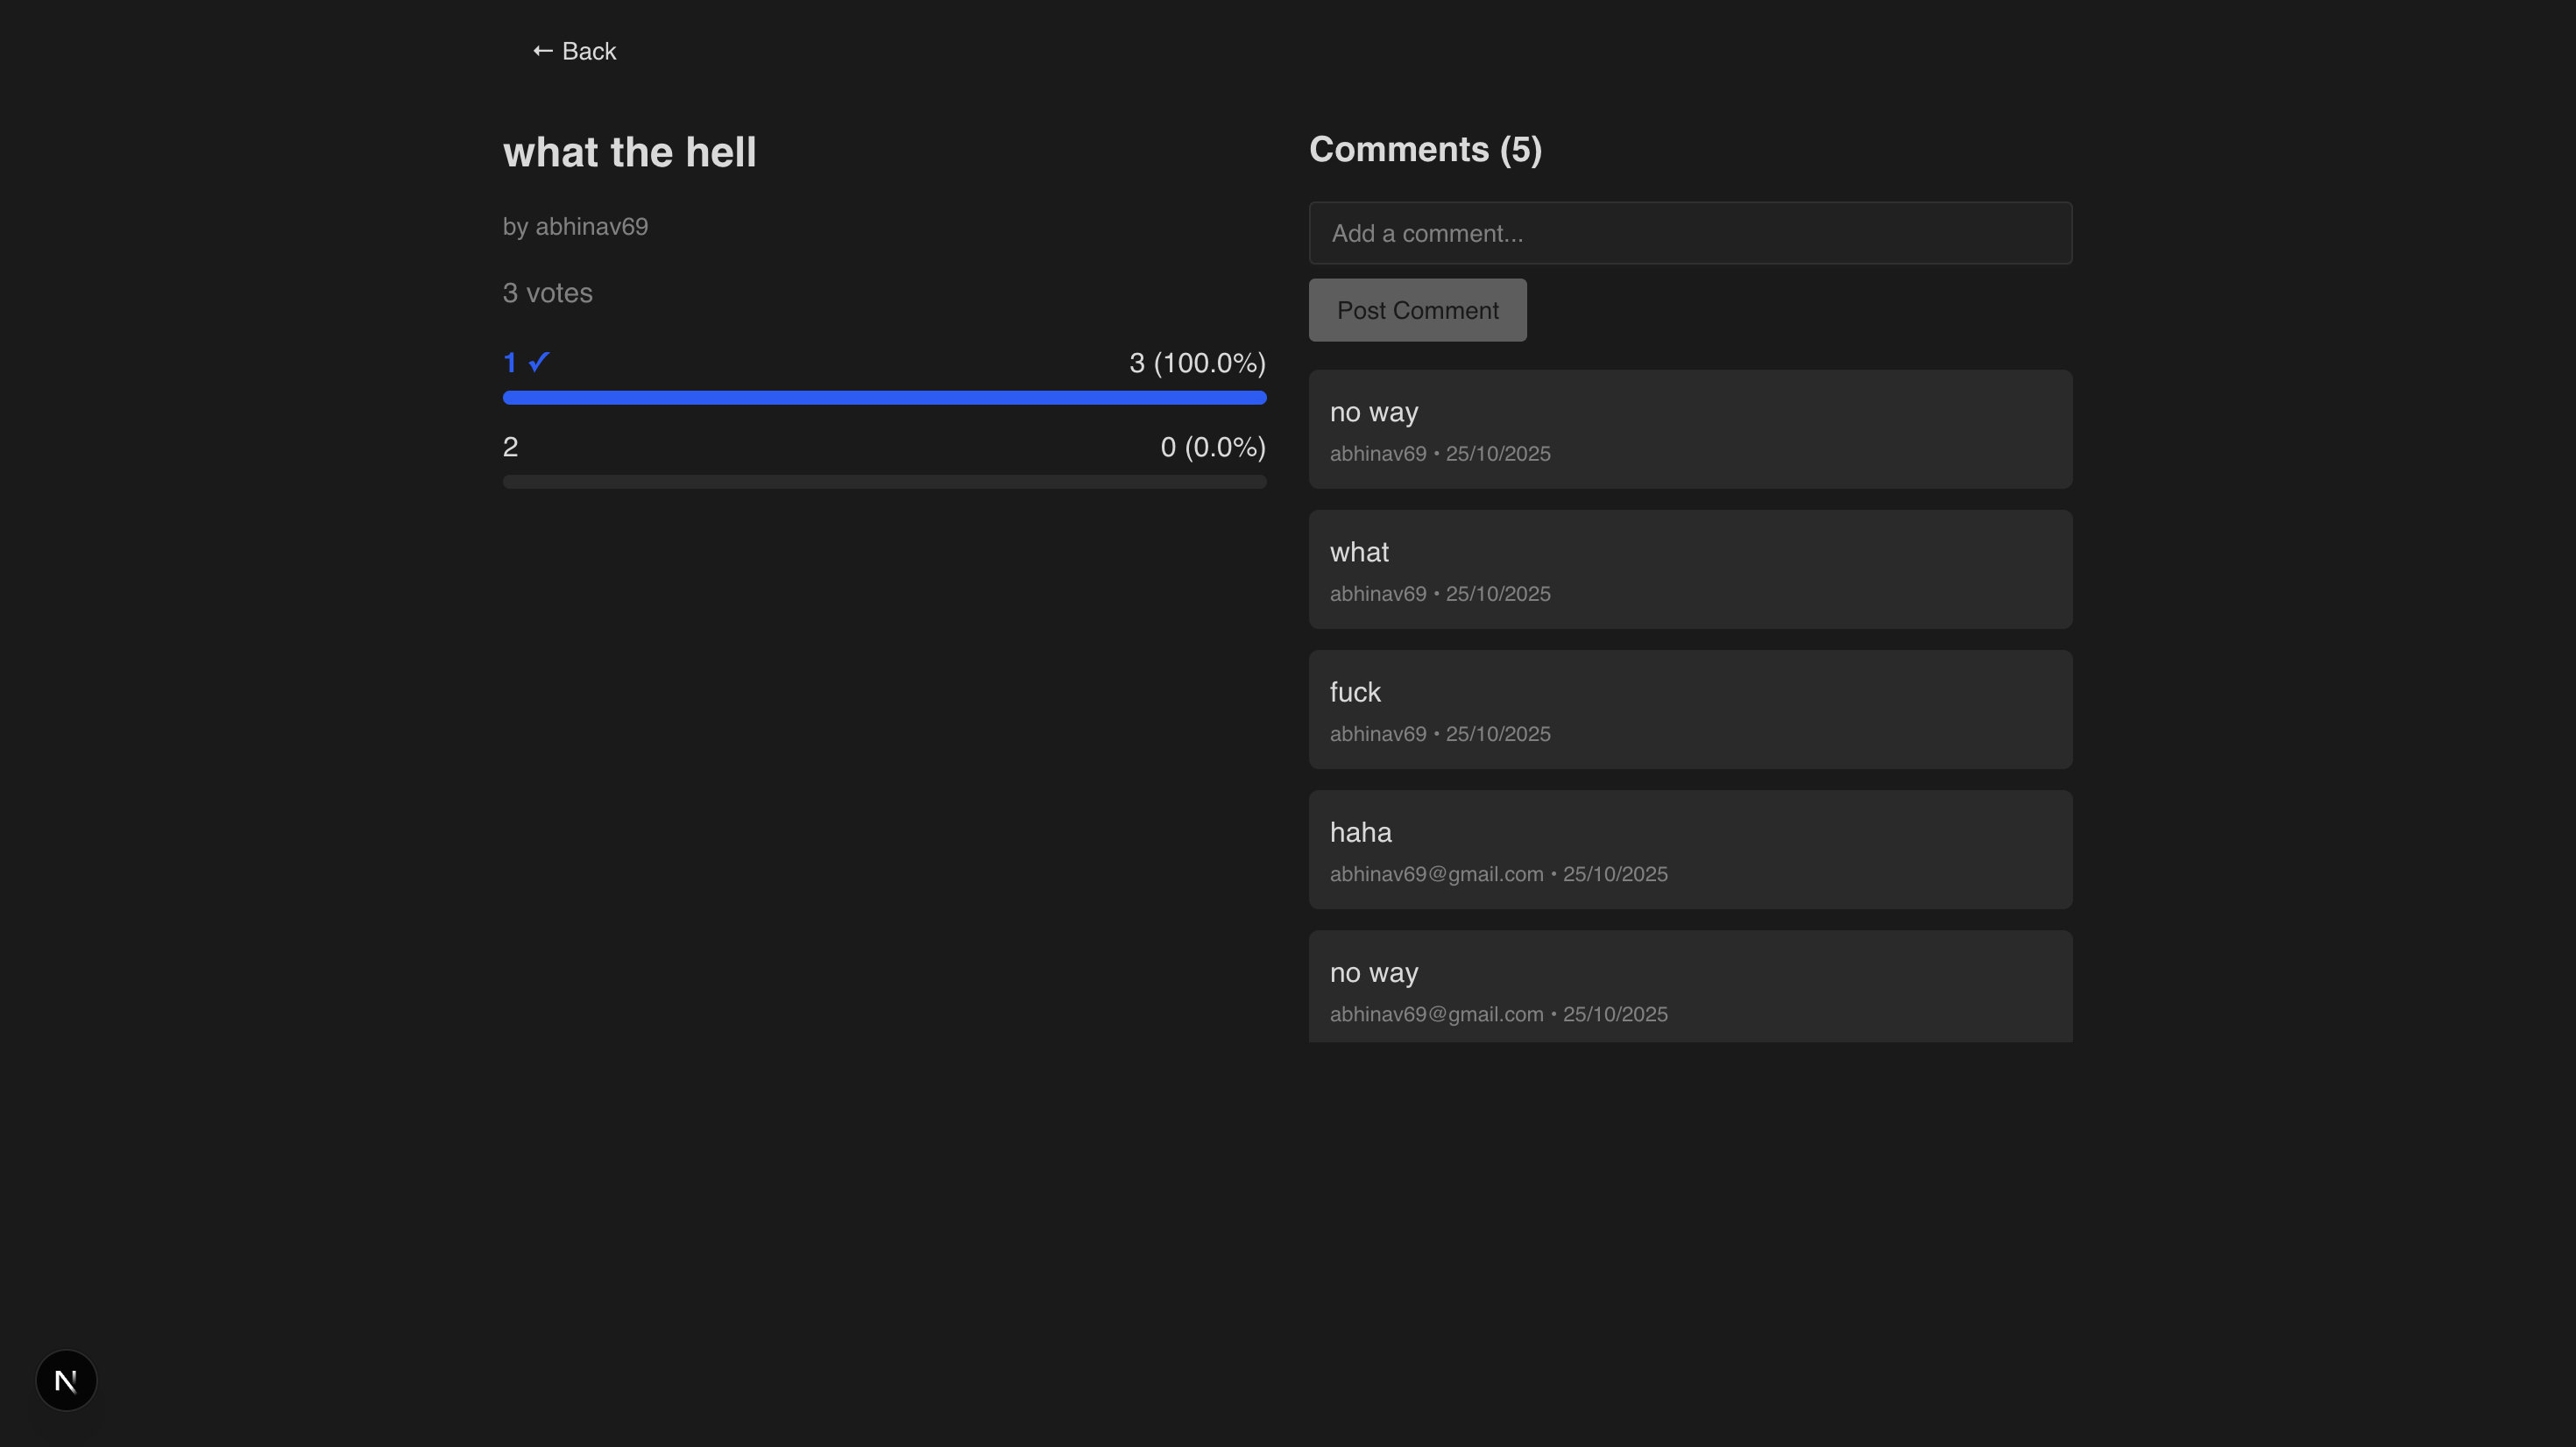 ← Back
what the hell
by abhinav69
3 votes
1 ✓ 3 (100.0%)
2 0 (0.0%)
Comments (5)
Add a comment...
Post Comment
no way
abhinav69 • 25/10/2025
what
abhinav69 • 25/10/2025
fuck
abhinav69 • 25/10/2025
haha
abhinav69@gmail.com • 25/10/2025
no way
abhinav69@gmail.com • 25/10/2025
N